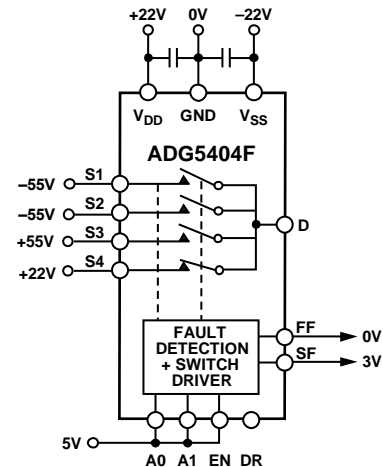 +22V 0V −22V
VDD GND VSS
ADG5404F
−55V S1
−55V S2
D
+55V S3
+22V S4
FAULT
DETECTION
+ SWITCH
DRIVER
FF 0V
SF 3V
5V
A0 A1 EN DR